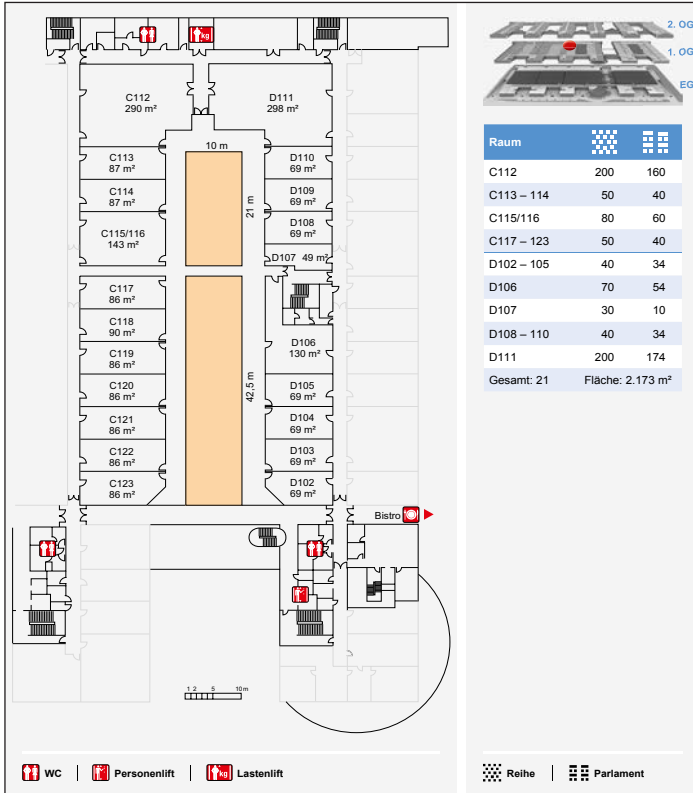 2. OG
1. OG
EG
kg
C112
290 m²
D111
298 m²
10 m
21 m
C113
87 m²
C114
87 m²
C115/116
143 m²
D110
69 m²
D109
69 m²
D108
69 m²
D107 49 m²
C117
86 m²
C118
90 m²
C119
86 m²
C120
86 m²
C121
86 m²
C122
86 m²
C123
86 m²
42,5 m
D106
130 m²
D105
69 m²
D104
69 m²
D103
69 m²
D102
69 m²
Bistro
1 2 5 10 m
WC
Personenlift
kg Lastenlift
Raum
C112 200 160
C113 – 114 50 40
C115/116 80 60
C117 – 123 50 40
D102 – 105 40 34
D106 70 54
D107 30 10
D108 – 110 40 34
D111 200 174
Gesamt: 21 Fläche: 2.173 m²
Reihe
Parlament